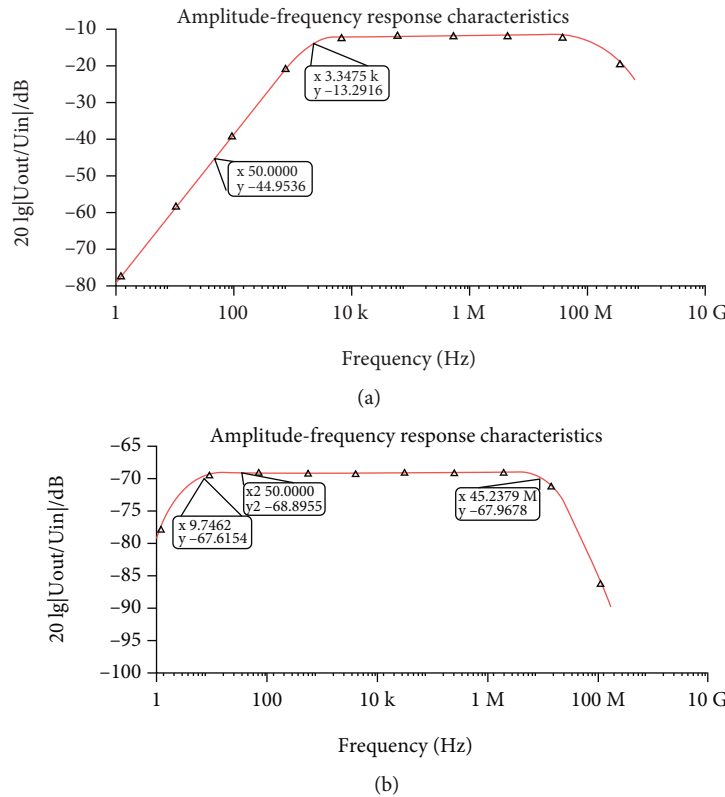 Amplitude-frequency response characteristics
20 lg|Uout/Uin|/dB
−10
−20
−30
−40
−50
−60
−70
−80
x 3.3475 k
y −13.2916
x 50.0000
y −44.9536
1 100 10 k 1 M 100 M 10 G
Frequency (Hz)
(a)
Amplitude-frequency response characteristics
20 lg|Uout/Uin|/dB
−65
−70
−75
−80
−85
−90
−95
−100
x2 50.0000
y2 −68.8955
x 45.2379 M
y −67.9678
x 9.7462
y −67.6154
1 100 10 k 1 M 100 M 10 G
Frequency (Hz)
(b)